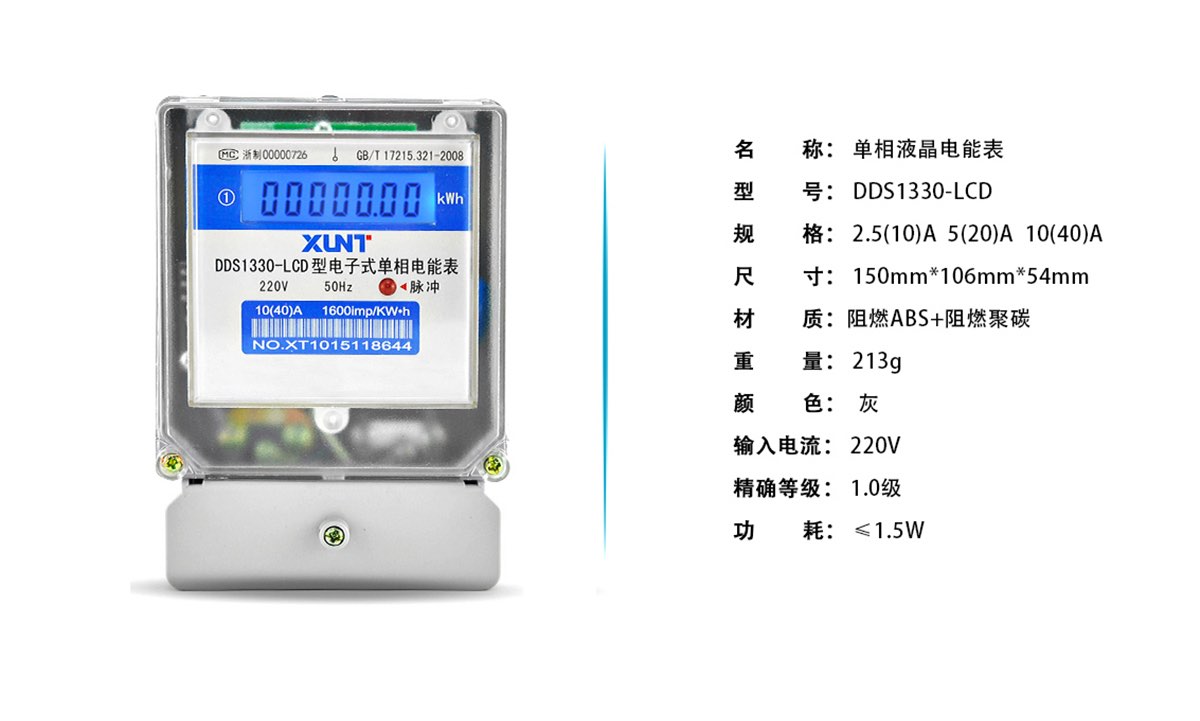 MC 浙制00000726 GB/T 17215.321-2008
① 00000.00 kWh
XUNT
DDS1330-LCD型电子式单相电能表
220V 50Hz ◄脉冲
10(40)A 1600imp/KW•h
NO.XT1015118644
名 称： 单相液晶电能表
型 号： DDS1330-LCD
规 格： 2.5(10)A 5(20)A 10(40)A
尺 寸： 150mm*106mm*54mm
材 质： 阻燃ABS+阻燃聚碳
重 量： 213g
颜 色： 灰
输入电流： 220V
精确等级： 1.0级
功 耗： ≤1.5W